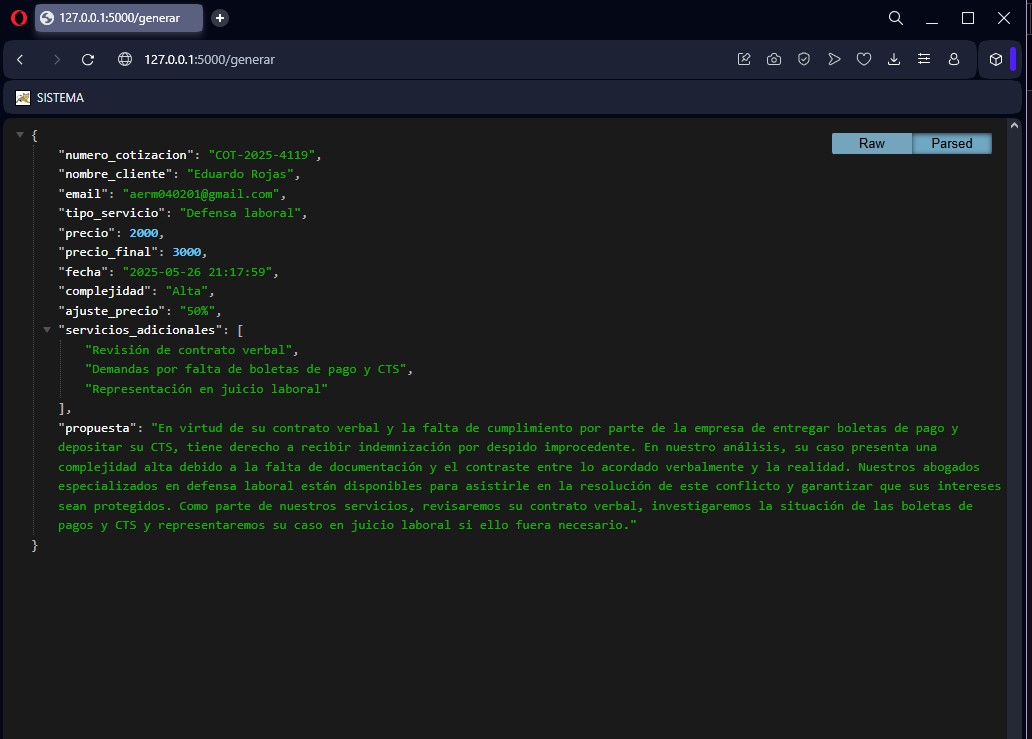 127.0.0.1:5000/generar
127.0.0.1:5000/generar
SISTEMA
Raw Parsed
{
"numero_cotizacion": "COT-2025-4119",
"nombre_cliente": "Eduardo Rojas",
"email": "aerm040201@gmail.com",
"tipo_servicio": "Defensa laboral",
"precio": 2000,
"precio_final": 3000,
"fecha": "2025-05-26 21:17:59",
"complejidad": "Alta",
"ajuste_precio": "50%",
"servicios_adicionales": [
"Revisión de contrato verbal",
"Demandas por falta de boletas de pago y CTS",
"Representación en juicio laboral"
],
"propuesta": "En virtud de su contrato verbal y la falta de cumplimiento por parte de la empresa de entregar boletas de pago y
depositar su CTS, tiene derecho a recibir indemnización por despido improcedente. En nuestro análisis, su caso presenta una
complejidad alta debido a la falta de documentación y el contraste entre lo acordado verbalmente y la realidad. Nuestros abogados
especializados en defensa laboral están disponibles para asistirle en la resolución de este conflicto y garantizar que sus intereses
sean protegidos. Como parte de nuestros servicios, revisaremos su contrato verbal, investigaremos la situación de las boletas de
pagos y CTS y representaremos su caso en juicio laboral si ello fuera necesario."
}